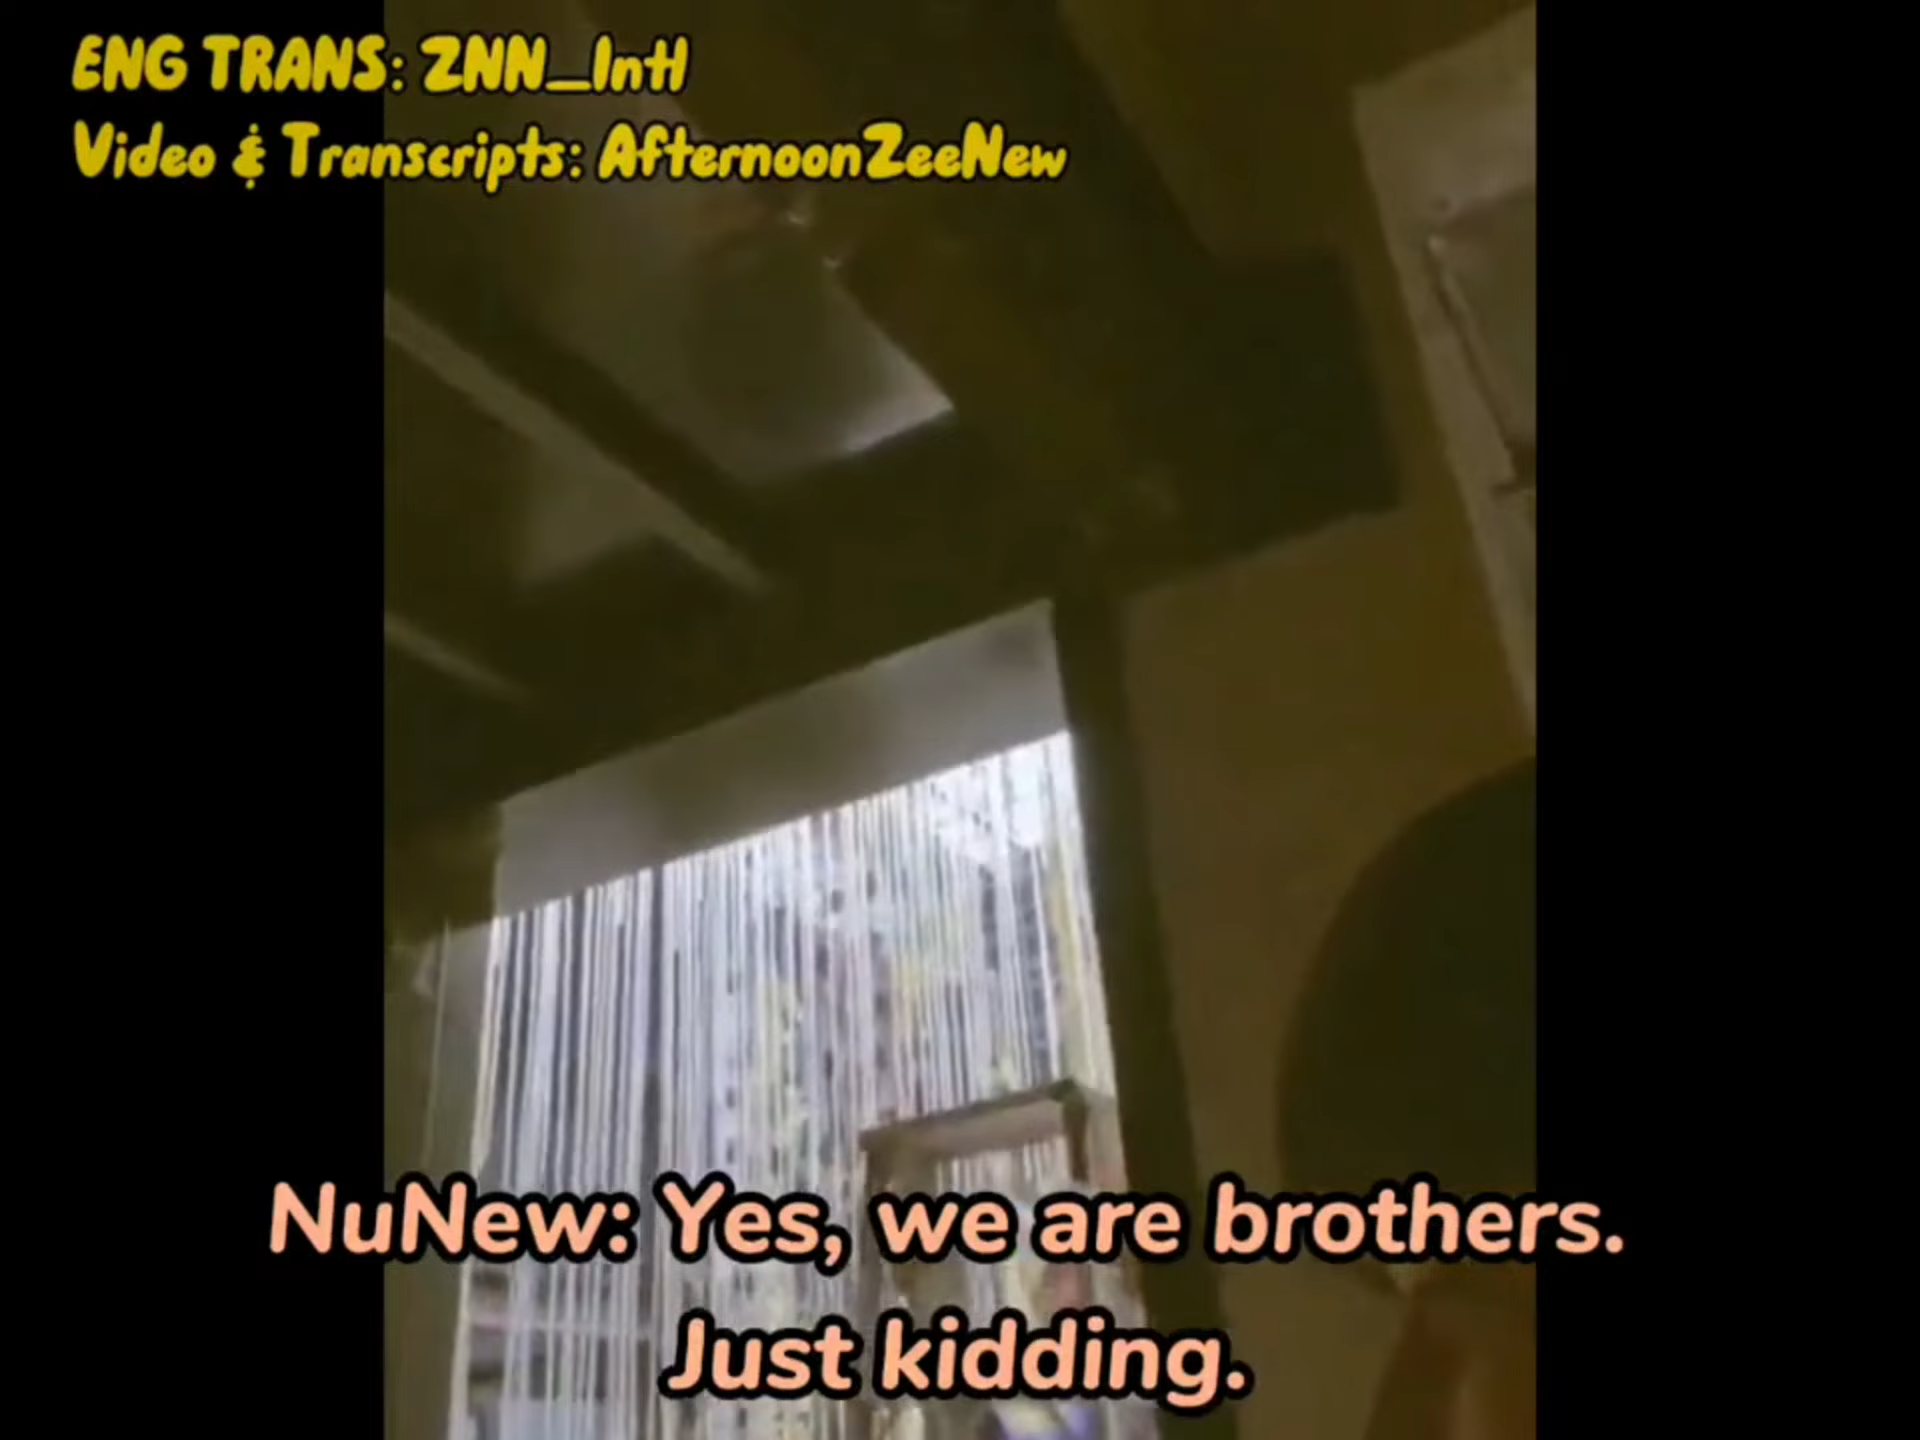 ENG TRANS: ZNN_Intl
Video & Transcripts: AfternoonZeeNew
NuNew: Yes, we are brothers.
Just kidding.